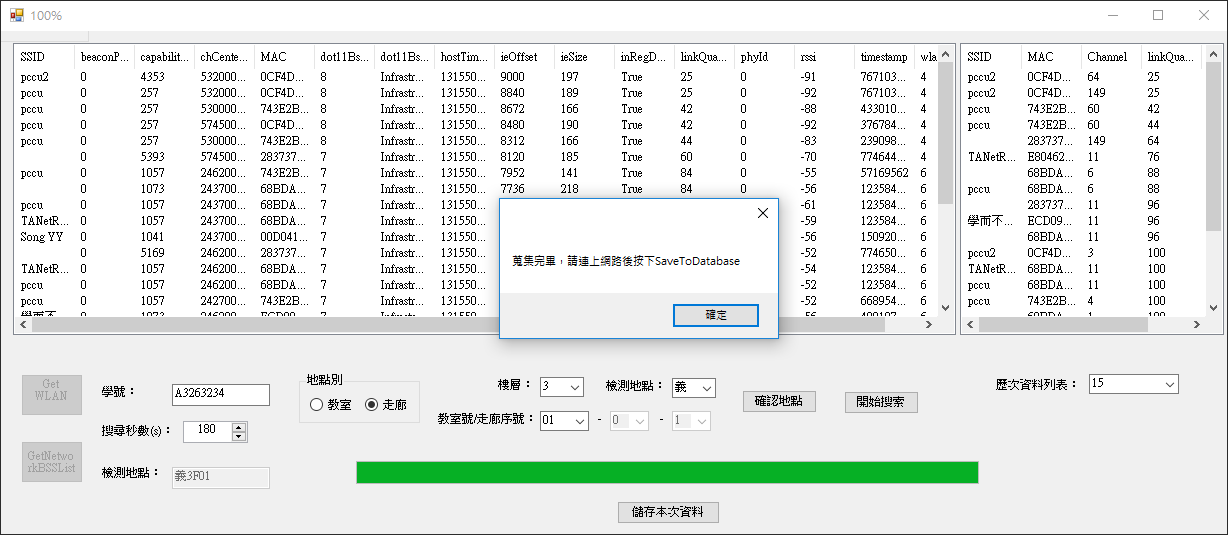 100%
SSID beaconP... capabilit... chCente... MAC dot11Bs... dot11Bs... hostTim... ieOffset ieSize inRegD... linkQua... phyId rssi timestamp wla
pccu2 0 4353 532000... 0CF4D... 8 Infrastr... 131550... 9000 197 True 25 0 -91 767103... 4
pccu 0 257 532000... 0CF4D... 8 Infrastr... 131550... 8840 189 True 25 0 -92 767103... 4
pccu 0 257 530000... 743E2B... 8 Infrastr... 131550... 8672 166 True 42 0 -88 433010... 4
pccu 0 257 574500... 0CF4D... 8 Infrastr... 131550... 8480 190 True 42 0 -92 376784... 4
pccu 0 257 530000... 743E2B... 8 Infrastr... 131550... 8312 166 True 44 0 -83 239098... 4
0 5393 574500... 283737... 7 Infrastr... 131550... 8120 185 True 60 0 -70 774644... 4
pccu 0 1057 246200... 743E2B... 7 Infrastr... 131550... 7952 141 True 84 0 -55 57169562 6
0 1073 243700... 68BDA... 7 Infrastr... 131550... 7736 218 True 84 0 -56 123584... 6
pccu 0 1057 243700... 68BDA... 7 Infrastr... 131550... -61 123584... 6
TANetR... 0 1057 243700... 68BDA... 7 Infrastr... 131550... -59 123584... 6
Song YY 0 1041 243700... 00D041... 7 Infrastr... 131550... -56 150920... 6
0 5169 246200... 283737... 7 Infrastr... 131550... -52 774650... 6
TANetR... 0 1057 246200... 68BDA... 7 Infrastr... 131550... -54 123584... 6
pccu 0 1057 246200... 68BDA... 7 Infrastr... 131550... -52 123584... 6
pccu 0 1057 242700... 743E2B... 7 Infrastr... 131550... -52 668954... 6
SSID MAC Channel linkQua...
pccu2 0CF4D... 64 25
pccu2 0CF4D... 149 25
pccu 743E2B... 60 42
pccu 743E2B... 60 44
283737... 149 64
TANetR... E80462... 11 76
68BDA... 6 88
pccu 68BDA... 6 88
283737... 11 96
學而不... ECD09... 11 96
68BDA... 11 96
pccu2 0CF4D... 3 100
TANetR... 68BDA... 11 100
pccu 68BDA... 11 100
pccu 743E2B... 4 100
蒐集完畢，請連上網路後按下SaveToDatabase
確定
Get
WLAN
學號： A3263234
地點別
教室 走廊
樓層： 3 檢測地點： 義
確認地點
開始搜索
歷次資料列表： 15
搜尋秒數(s)： 180
教室號/走廊序號： 01 - 0 - 1
GetNetwo
rkBSSList
檢測地點： 義3F01
儲存本次資料